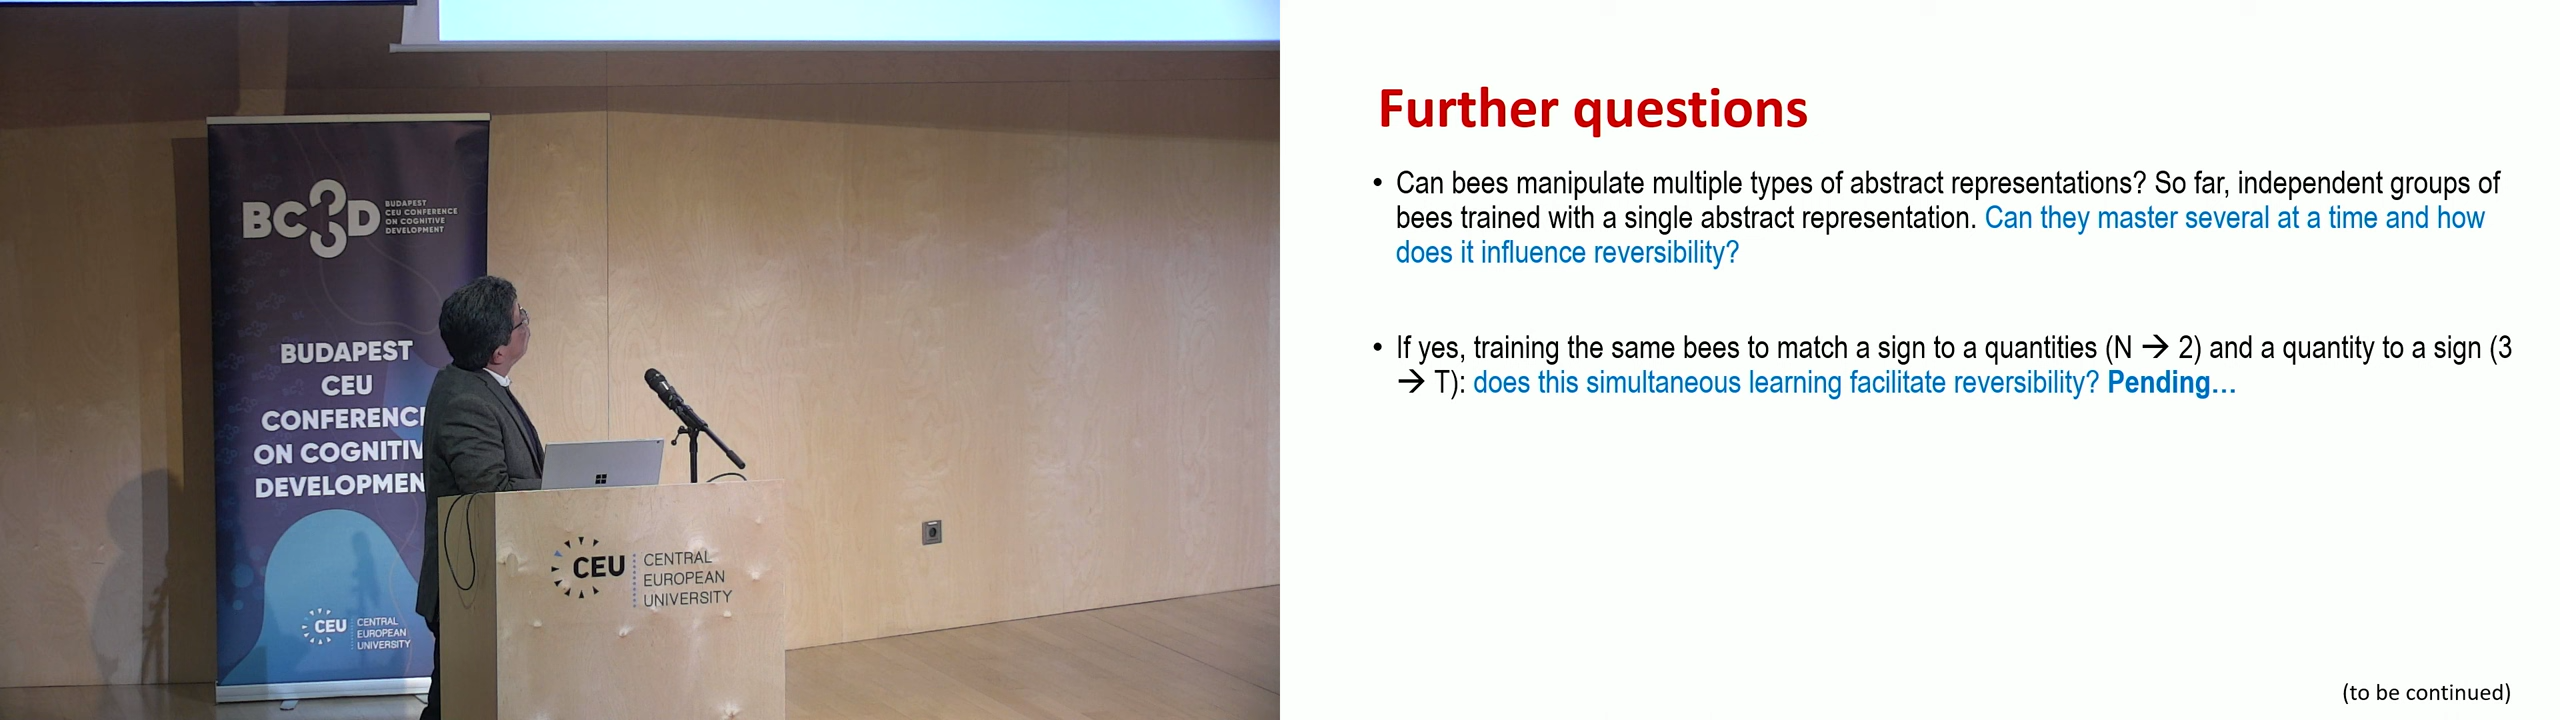 BC3D
BUDAPEST
CEU CONFERENCE
ON COGNITIVE
DEVELOPMENT
BUDAPEST
CEU
CONFERENC
ON COGNITIV
DEVELOPMEN
CEU
CENTRAL
EUROPEAN
UNIVERSITY
CEU
CENTRAL
EUROPEAN
UNIVERSITY
Further questions
• Can bees manipulate multiple types of abstract representations? So far, independent groups of
bees trained with a single abstract representation. Can they master several at a time and how
does it influence reversibility?
• If yes, training the same bees to match a sign to a quantities (N → 2) and a quantity to a sign (3
→ T): does this simultaneous learning facilitate reversibility? Pending…
(to be continued)